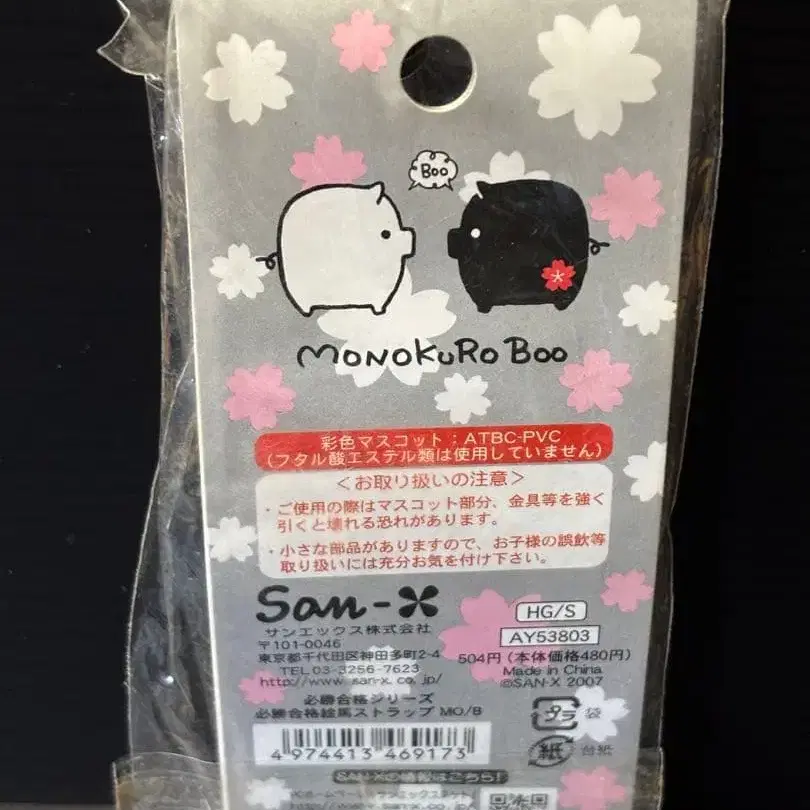 Boo
MONOKURO BOO
彩色マスコット：ATBC-PVC
(フタル酸エステル類は使用していません)
＜お取り扱いの注意＞
・ご使用の際はマスコット部分、金具等を強く
引くと壊れる恐れがあります。
・小さな部品がありますので、お子様の誤飲等
取り扱いには充分お気を付け下さい。
San-X
サンエックス株式会社
〒101-0046
東京都千代田区神田多町2-4
TEL 03-3256-7623
http://www.san-x.co.jp/
HG/S
AY53803
504円(本体価格480円)
Made in China
©SAN-X 2007
必勝合格シリーズ
必勝合格絵馬ストラップ MO/B
4 974413 469173
プラ 袋
紙 台紙
SAN-Xの情報はこちら!